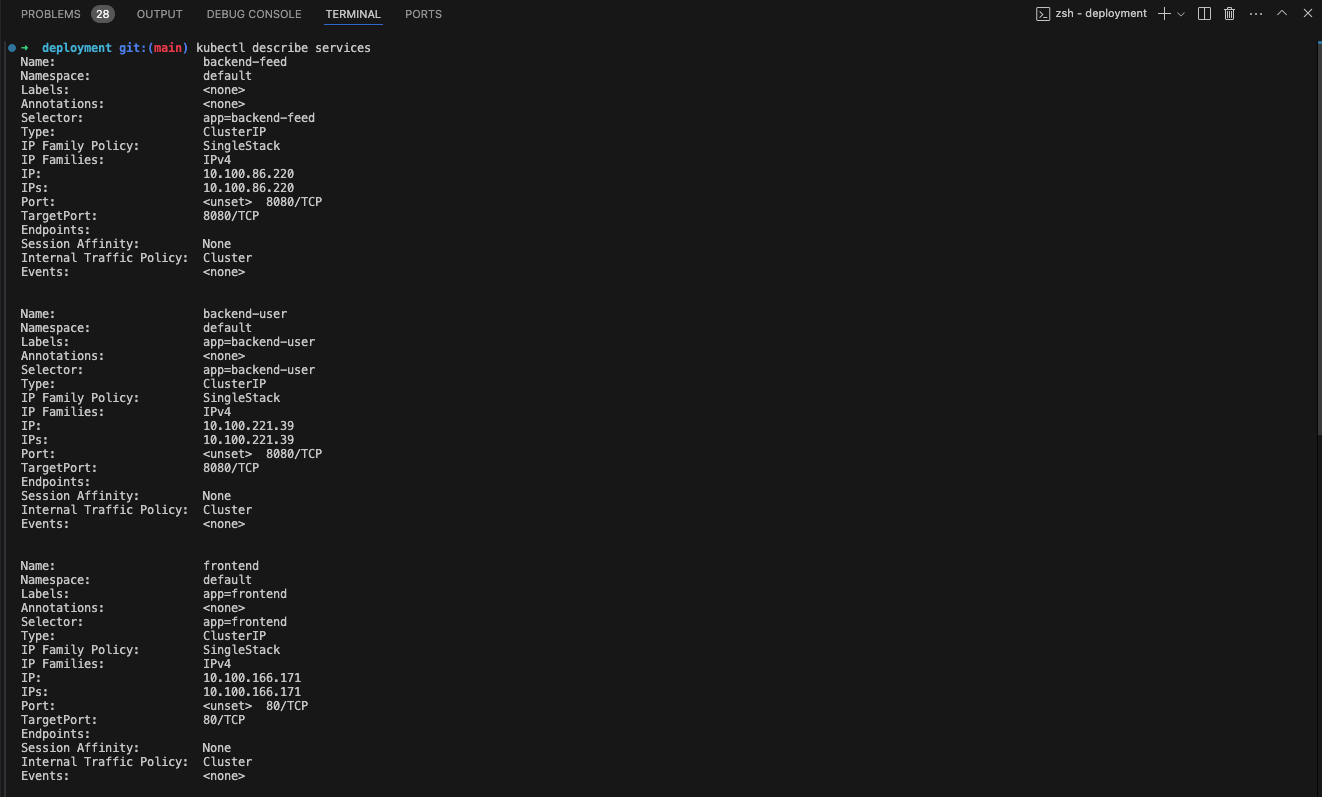 PROBLEMS 28 OUTPUT DEBUG CONSOLE TERMINAL PORTS zsh - deployment
➜ deployment git:(main) kubectl describe services
Name: backend-feed
Namespace: default
Labels: <none>
Annotations: <none>
Selector: app=backend-feed
Type: ClusterIP
IP Family Policy: SingleStack
IP Families: IPv4
IP: 10.100.86.220
IPs: 10.100.86.220
Port: <unset> 8080/TCP
TargetPort: 8080/TCP
Endpoints:
Session Affinity: None
Internal Traffic Policy: Cluster
Events: <none>
Name: backend-user
Namespace: default
Labels: app=backend-user
Annotations: <none>
Selector: app=backend-user
Type: ClusterIP
IP Family Policy: SingleStack
IP Families: IPv4
IP: 10.100.221.39
IPs: 10.100.221.39
Port: <unset> 8080/TCP
TargetPort: 8080/TCP
Endpoints:
Session Affinity: None
Internal Traffic Policy: Cluster
Events: <none>
Name: frontend
Namespace: default
Labels: app=frontend
Annotations: <none>
Selector: app=frontend
Type: ClusterIP
IP Family Policy: SingleStack
IP Families: IPv4
IP: 10.100.166.171
IPs: 10.100.166.171
Port: <unset> 80/TCP
TargetPort: 80/TCP
Endpoints:
Session Affinity: None
Internal Traffic Policy: Cluster
Events: <none>